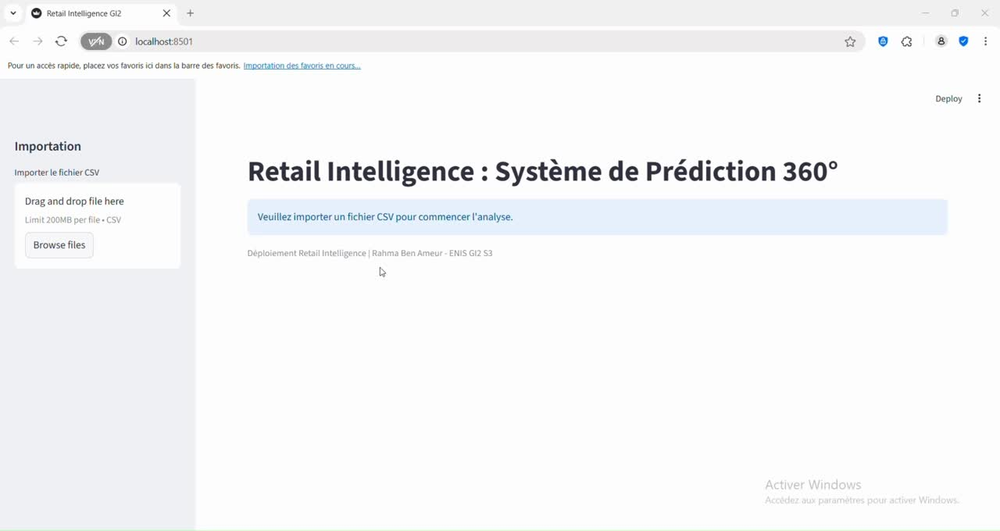 Retail Intelligence GI2
VPN
localhost:8501
Pour un accès rapide, placez vos favoris ici dans la barre des favoris. Importation des favoris en cours...
Deploy
Importation
Importer le fichier CSV
Drag and drop file here
Limit 200MB per file • CSV
Browse files
Retail Intelligence : Système de Prédiction 360°
Veuillez importer un fichier CSV pour commencer l'analyse.
Déploiement Retail Intelligence | Rahma Ben Ameur - ENIS GI2 S3
Activer Windows
Accédez aux paramètres pour activer Windows.